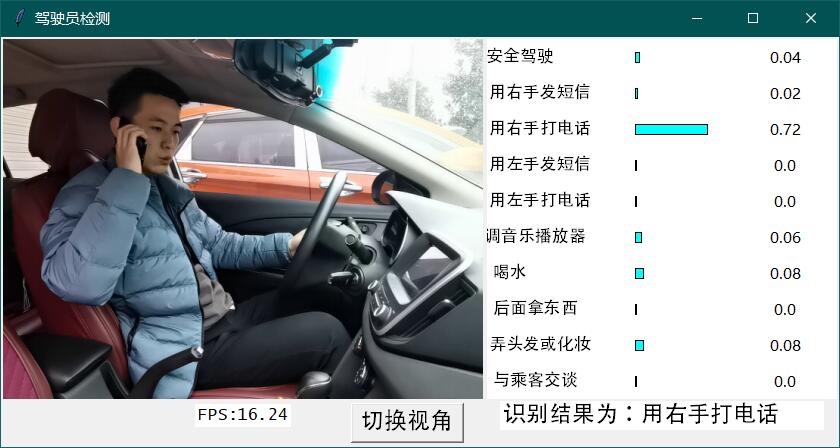 驾驶员检测
安全驾驶 0.04
用右手发短信 0.02
用右手打电话 0.72
用左手发短信 0.0
用左手打电话 0.0
调音乐播放器 0.06
喝水 0.08
后面拿东西 0.0
弄头发或化妆 0.08
与乘客交谈 0.0
FPS:16.24
切换视角
识别结果为：用右手打电话